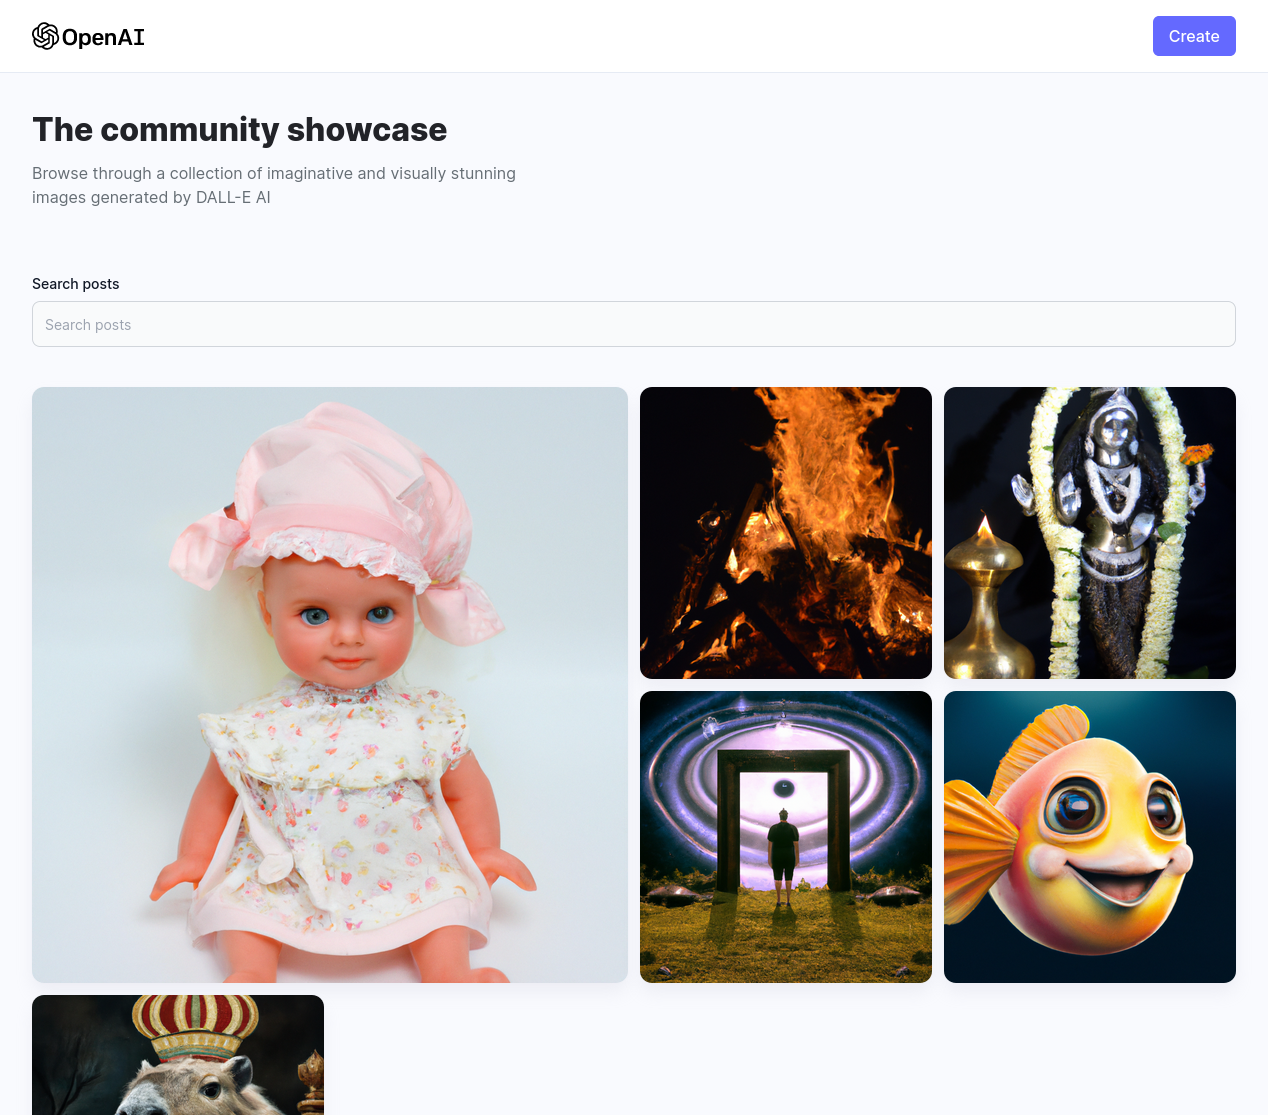 OpenAI
Create
The community showcase
Browse through a collection of imaginative and visually stunning
images generated by DALL-E AI
Search posts
Search posts